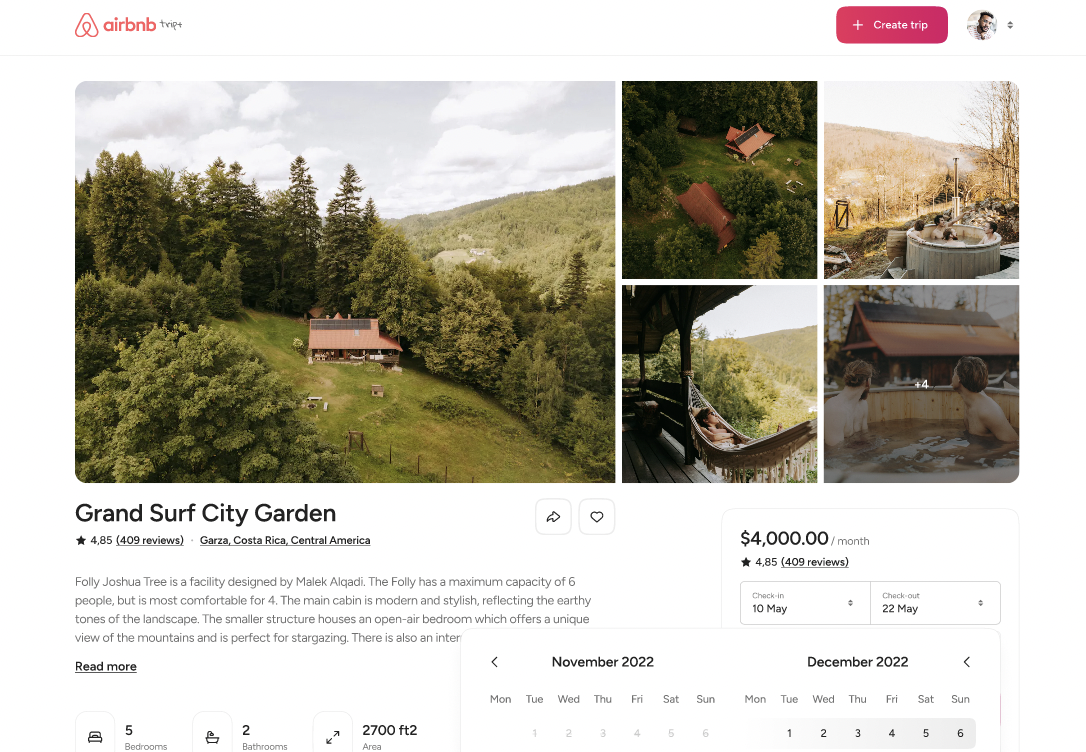 airbnb trip+
Create trip
+4
Grand Surf City Garden
4,85 (409 reviews) · Garza, Costa Rica, Central America
Folly Joshua Tree is a facility designed by Malek Alqadi. The Folly has a maximum capacity of 6
people, but is most comfortable for 4. The main cabin is modern and stylish, reflecting the earthy
tones of the landscape. The smaller structure houses an open-air bedroom which offers a unique
view of the mountains and is perfect for stargazing. There is also an inter
Read more
5
Bedrooms
2
Bathrooms
2700 ft2
Area
$4,000.00 / month
4,85 (409 reviews)
Check-in
10 May
Check-out
22 May
November 2022
Mon Tue Wed Thu Fri Sat Sun
1 2 3 4 5 6
December 2022
Mon Tue Wed Thu Fri Sat Sun
1 2 3 4 5 6